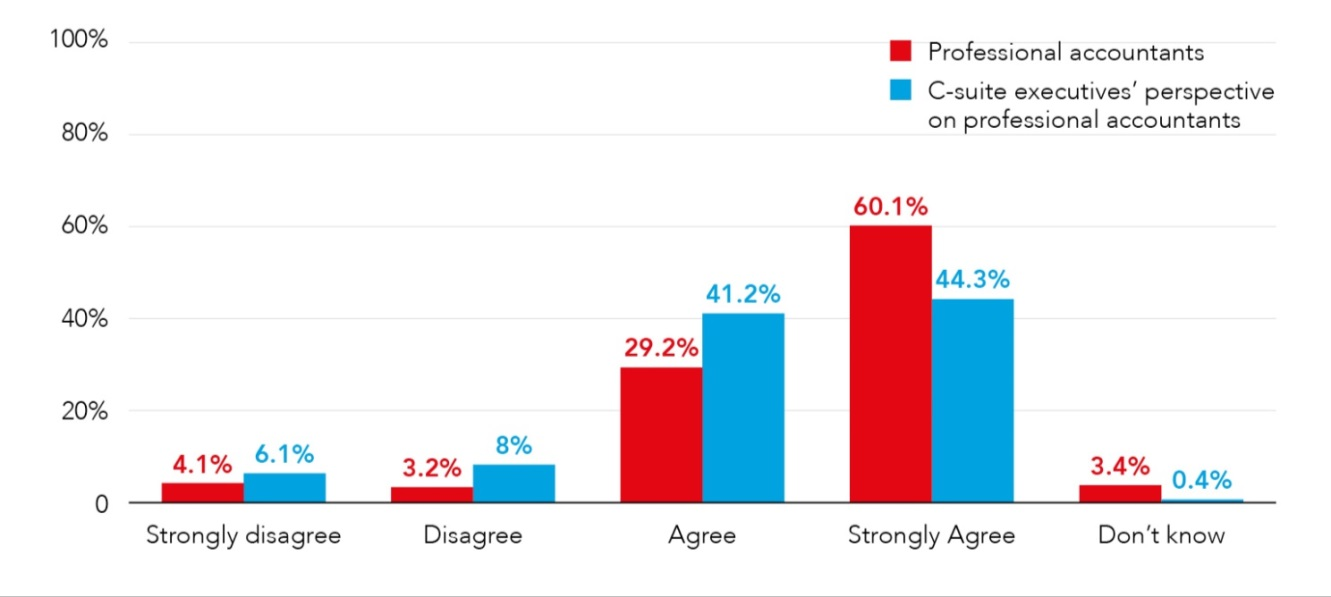 100%
Professional accountants
C-suite executives’ perspective
on professional accountants
80%
60%
40%
20%
0
4.1%
6.1%
3.2%
8%
29.2%
41.2%
60.1%
44.3%
3.4%
0.4%
Strongly disagree
Disagree
Agree
Strongly Agree
Don’t know